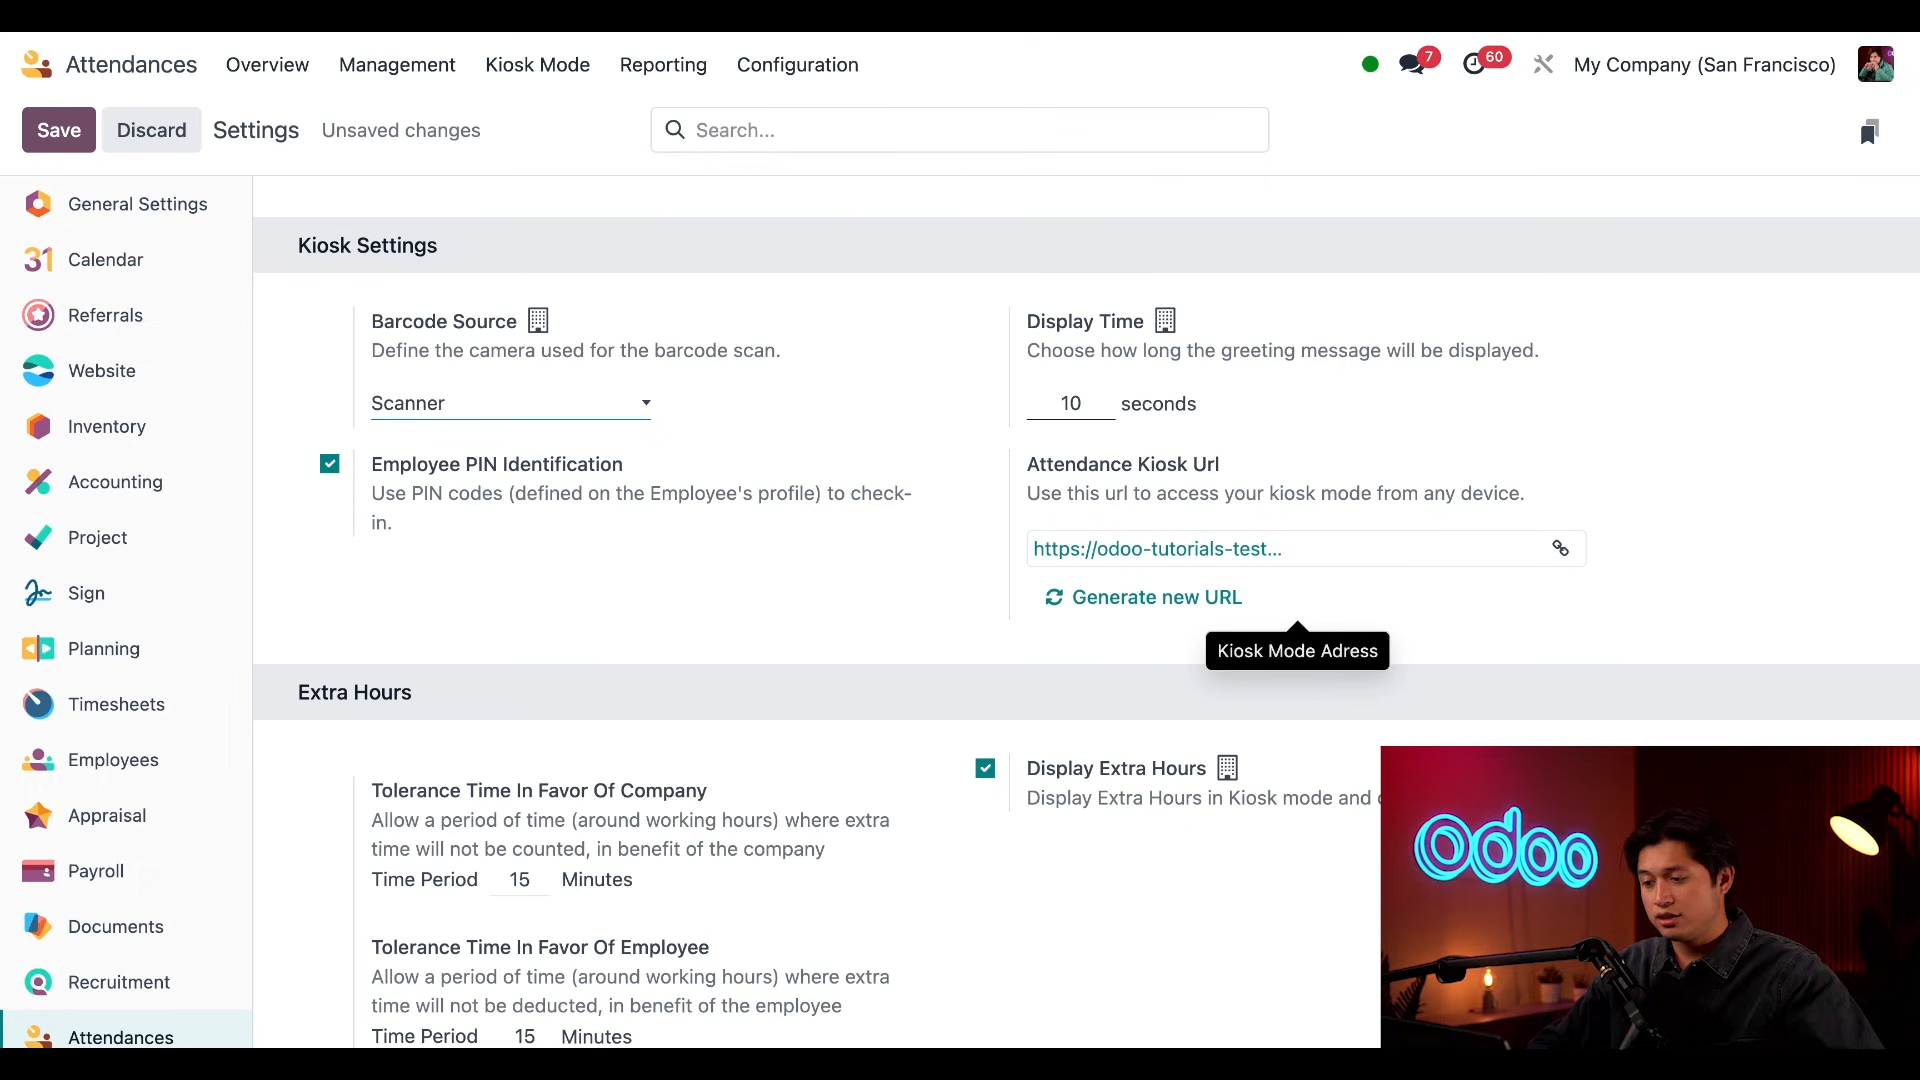 Attendances Overview Management Kiosk Mode Reporting Configuration 7 60 My Company (San Francisco)
Save Discard Settings Unsaved changes Search...
General Settings
31 Calendar
Referrals
Website
Inventory
Accounting
Project
Sign
Planning
Timesheets
Employees
Appraisal
Payroll
Documents
Recruitment
Attendances
Kiosk Settings
Barcode Source
Define the camera used for the barcode scan.
Scanner
Display Time
Choose how long the greeting message will be displayed.
10 seconds
Employee PIN Identification
Use PIN codes (defined on the Employee's profile) to check-
in.
Attendance Kiosk Url
Use this url to access your kiosk mode from any device.
https://odoo-tutorials-test...
Generate new URL
Kiosk Mode Adress
Extra Hours
Tolerance Time In Favor Of Company
Allow a period of time (around working hours) where extra
time will not be counted, in benefit of the company
Time Period 15 Minutes
Tolerance Time In Favor Of Employee
Allow a period of time (around working hours) where extra
time will not be deducted, in benefit of the employee
Time Period 15 Minutes
Display Extra Hours
Display Extra Hours in Kiosk mode and
odoo